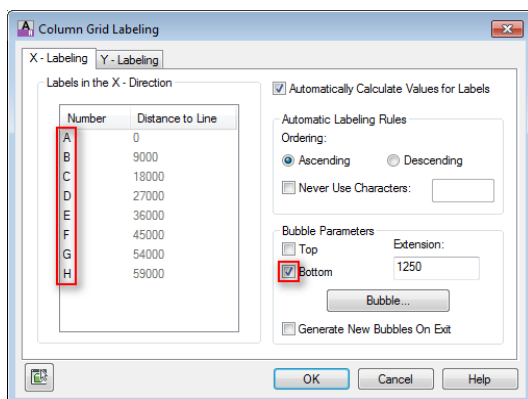 Column Grid Labeling
X - Labeling Y - Labeling
Labels in the X - Direction
Number Distance to Line
A 0
B 9000
C 18000
D 27000
E 36000
F 45000
G 54000
H 59000
Automatically Calculate Values for Labels
Automatic Labeling Rules
Ordering:
Ascending Descending
Never Use Characters:
Bubble Parameters
Top Extension:
Bottom 1250
Bubble...
Generate New Bubbles On Exit
OK Cancel Help